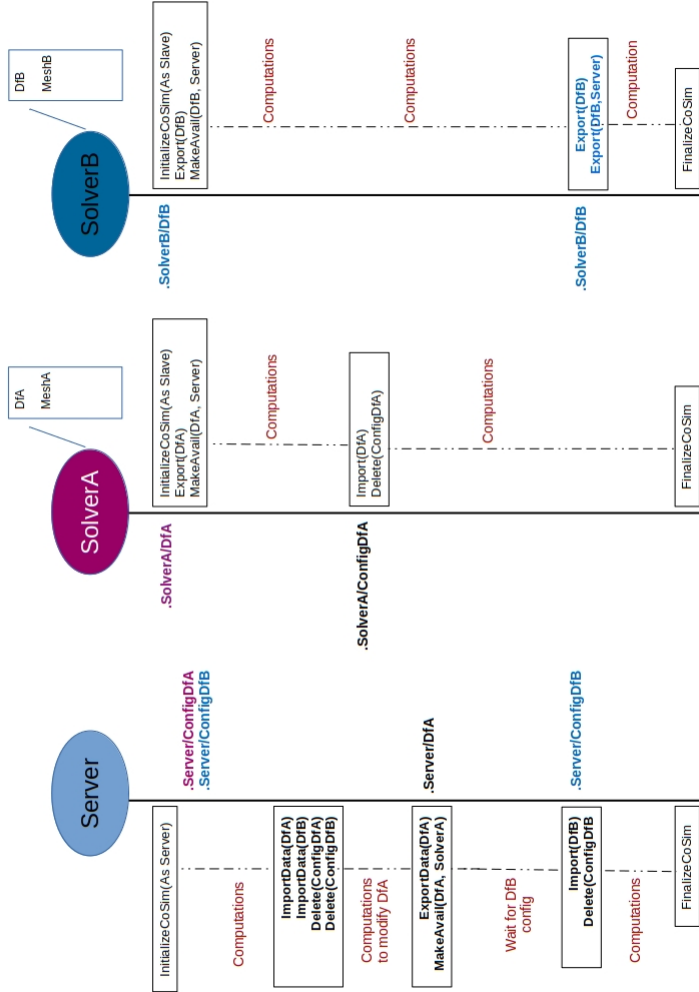 Server
InitializeCoSim(As Server)
.Server/ConfigDfA
.Server/ConfigDfB
Computations
ImportData(DfA)
ImportData(DfB)
Delete(ConfigDfA)
Delete(ConfigDfB)
Computations
to modify DfA
ExportData(DfA)
MakeAvail(DfA, SolverA)
.Server/DfA
Wait for DfB
config
Import(DfB)
Delete(ConfigDfB
.Server/ConfigDfB
Computations
FinalizeCoSim
SolverA
DfA
MeshA
InitializeCoSim(As Slave)
Export(DfA)
MakeAvail(DfA, Server)
.SolverA/DfA
Computations
Import(DfA)
Delete(ConfigDfA)
.SolverA/ConfigDfA
Computations
FinalizeCoSim
SolverB
DfB
MeshB
InitializeCoSim(As Slave)
Export(DfB)
MakeAvail(DfB, Server)
.SolverB/DfB
Computations
Computations
Export(DfB)
Export(DfB,Server)
.SolverB/DfB
Computation
FinalizeCoSim